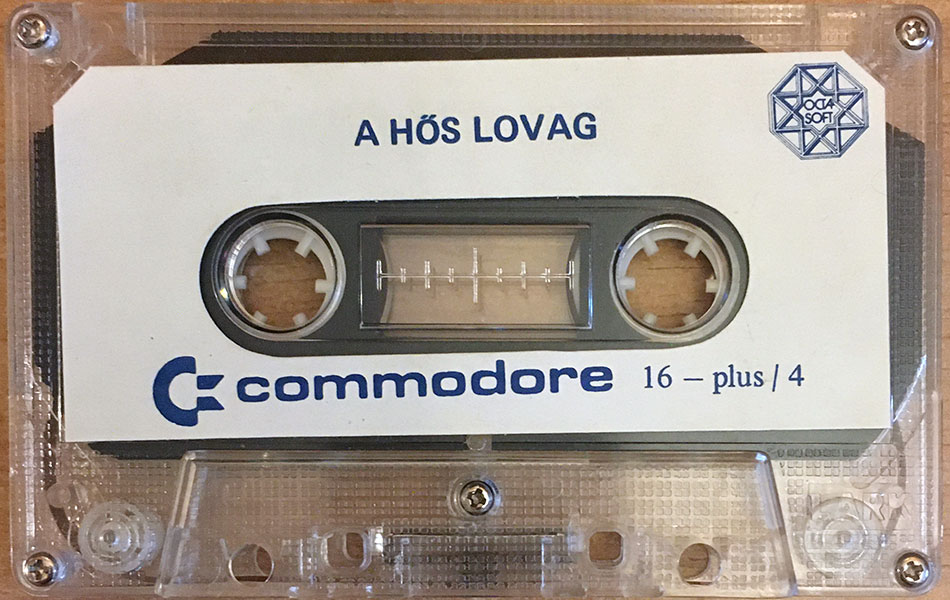 A HŐS LOVAG
OCTA
SOFT
commodore 16 – plus / 4